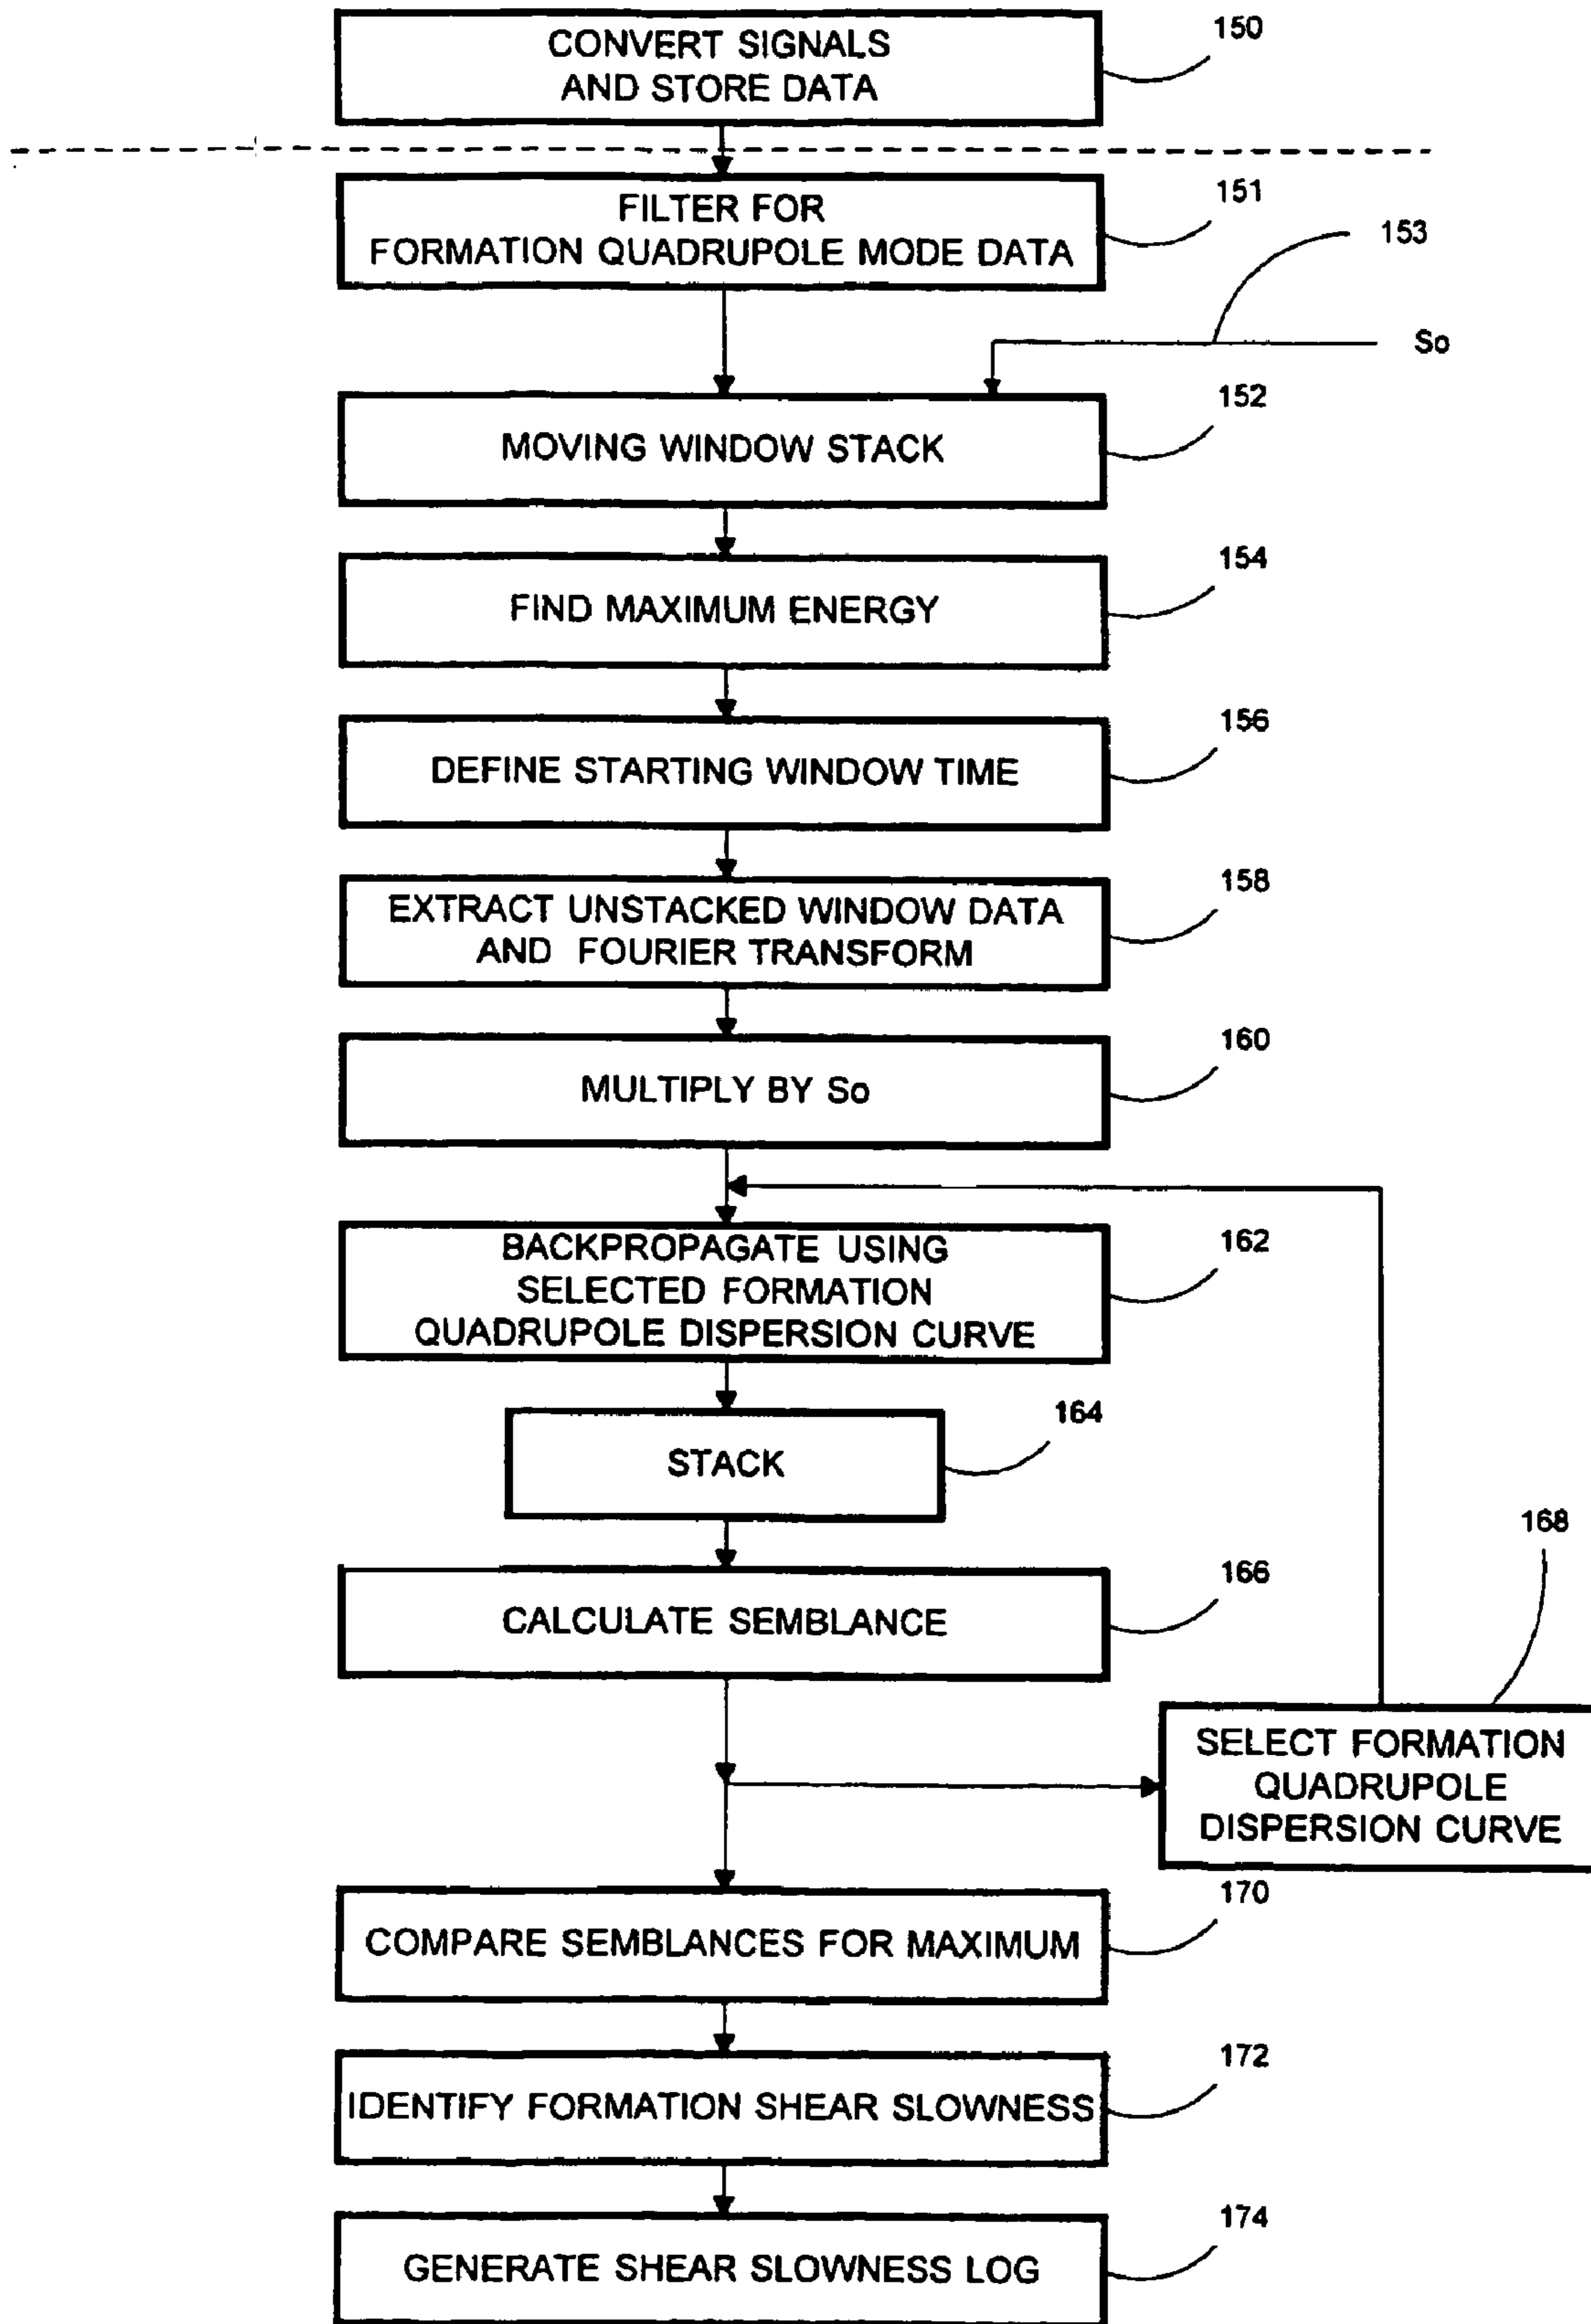 CONVERT SIGNALS
AND STORE DATA
150
FILTER FOR
FORMATION QUADRUPOLE MODE DATA
151
153
So
MOVING WINDOW STACK
152
FIND MAXIMUM ENERGY
154
DEFINE STARTING WINDOW TIME
156
EXTRACT UNSTACKED WINDOW DATA
AND FOURIER TRANSFORM
158
MULTIPLY BY So
160
BACKPROPAGATE USING
SELECTED FORMATION
QUADRUPOLE DISPERSION CURVE
162
STACK
164
CALCULATE SEMBLANCE
166
168
SELECT FORMATION
QUADRUPOLE
DISPERSION CURVE
COMPARE SEMBLANCES FOR MAXIMUM
170
IDENTIFY FORMATION SHEAR SLOWNESS
172
GENERATE SHEAR SLOWNESS LOG
174